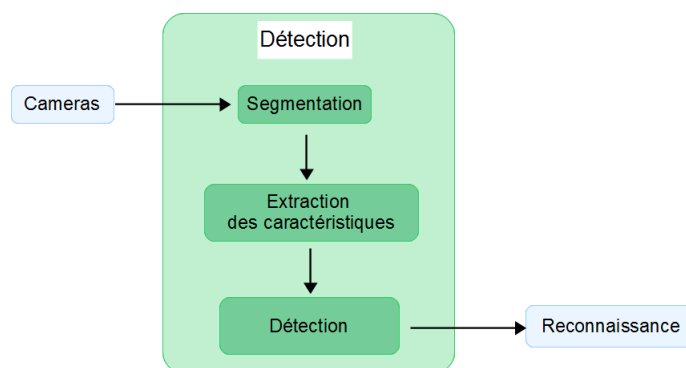 Détection
Cameras
Segmentation
Extraction
des caractéristiques
Détection
Reconnaissance